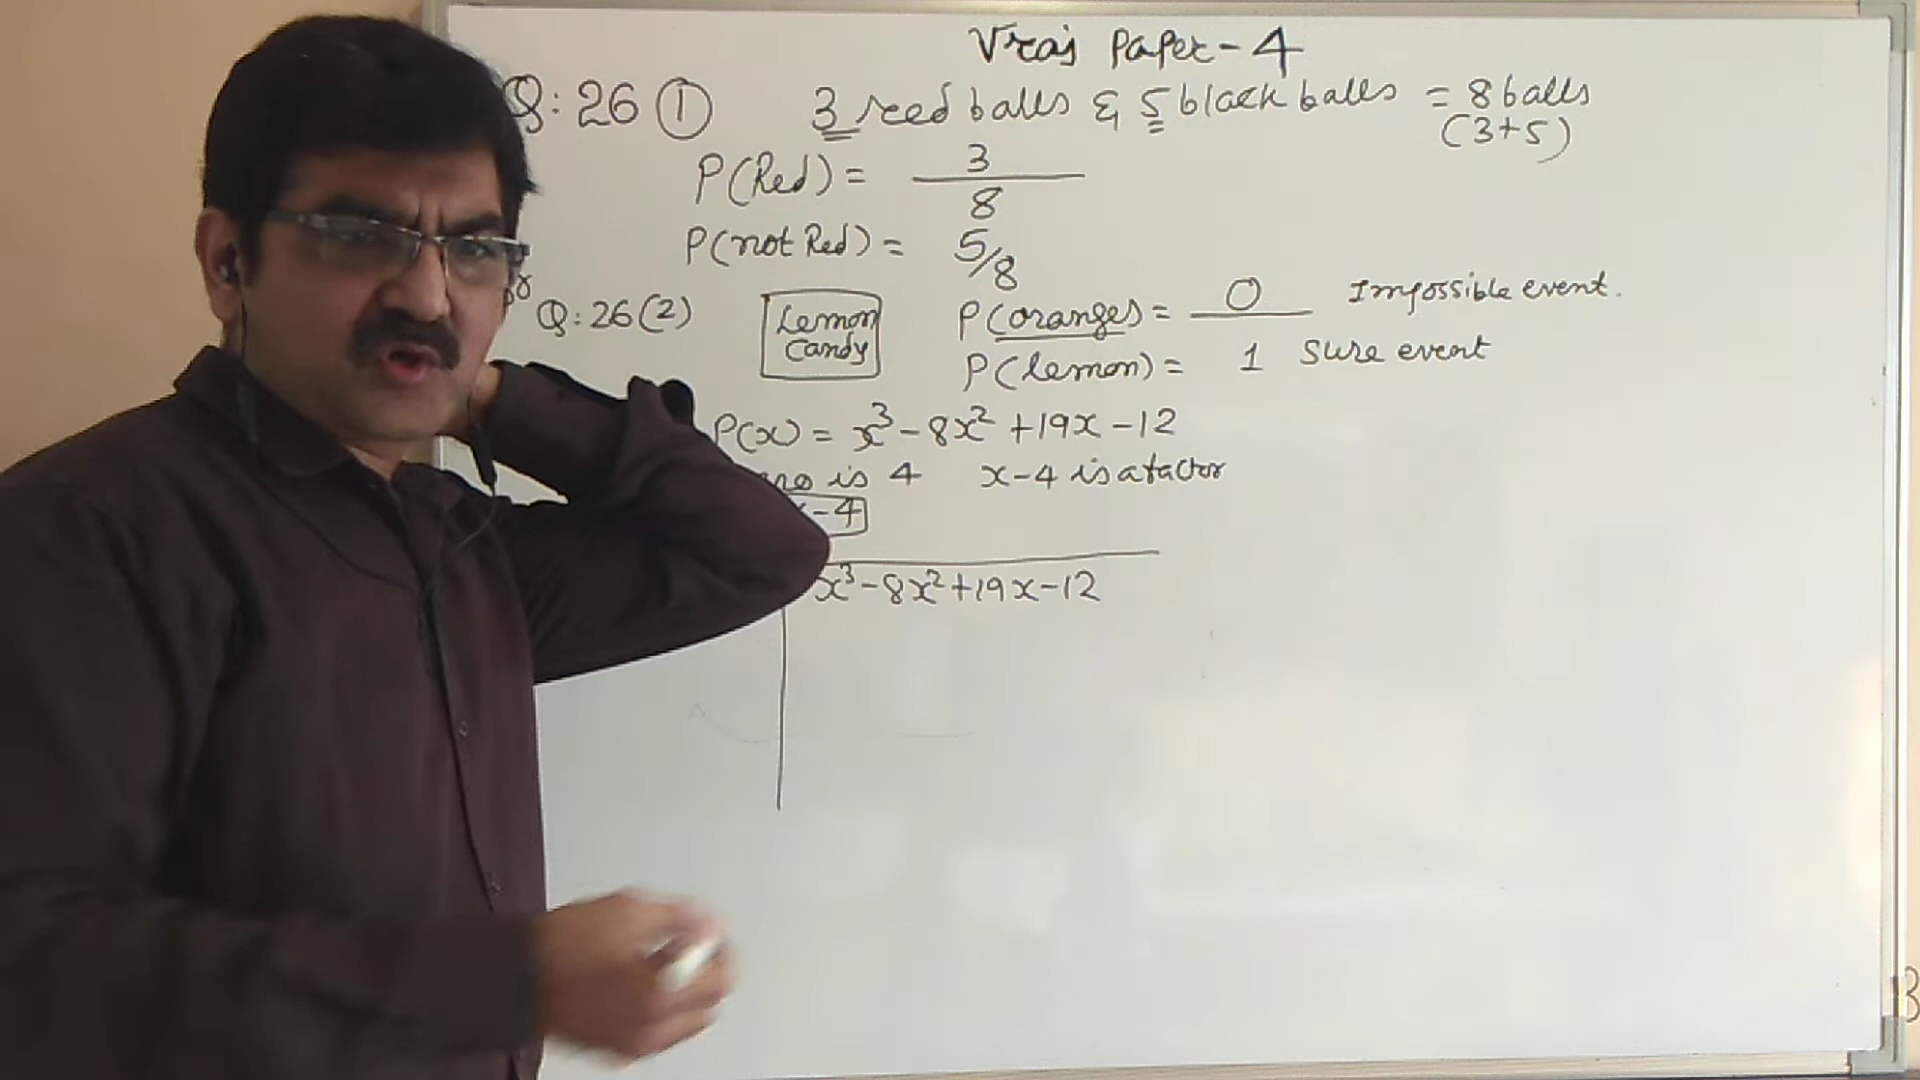 Vraj Paper-4
Q: 26 ① 3 red balls & 5 black balls = 8 balls
(3+5)
P(Red) = 3/8
P(not Red) = 5/8
or Q: 26(2) Lemon Candy P(orange) = 0 Impossible event.
P(lemon) = 1 Sure event
P(x) = x³-8x²+19x-12
is 4 x-4 is a factor
-4
x³-8x²+19x-12